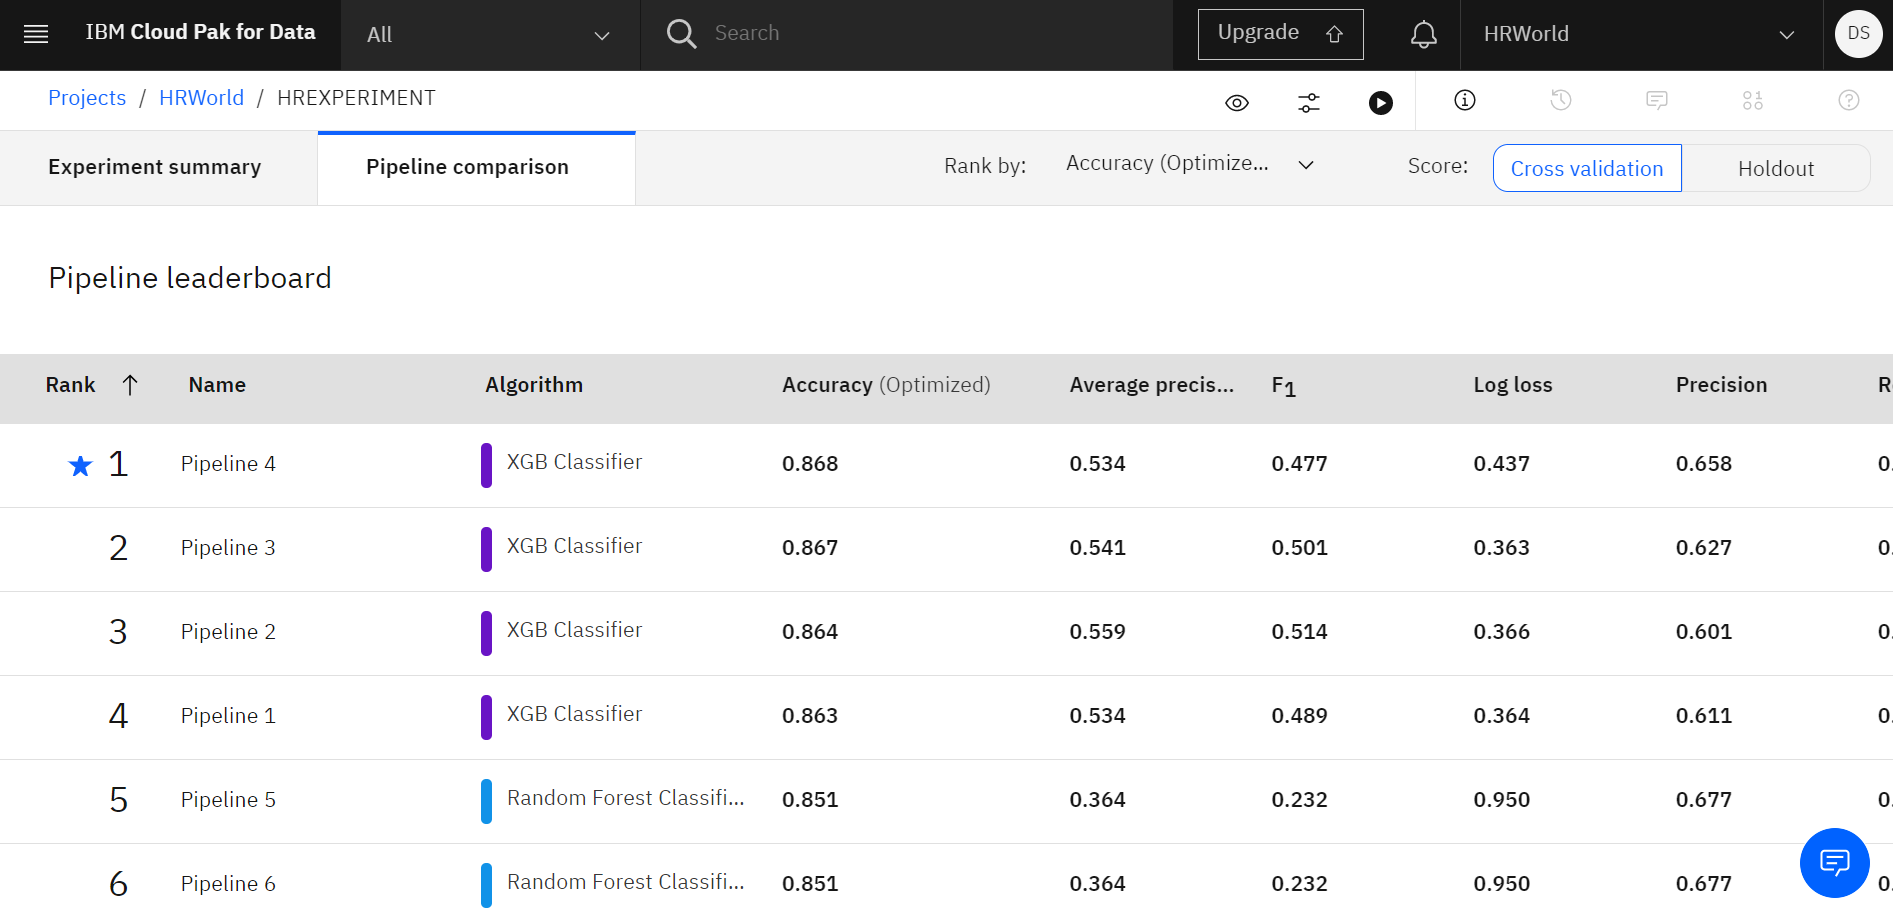 IBM Cloud Pak for Data All Search Upgrade HRWorld DS
Projects / HRWorld / HREXPERIMENT
Experiment summary Pipeline comparison Rank by: Accuracy (Optimize... Score: Cross validation Holdout
Pipeline leaderboard
Rank Name Algorithm Accuracy (Optimized) Average precis... F1 Log loss Precision R
1 Pipeline 4 XGB Classifier 0.868 0.534 0.477 0.437 0.658 0.
2 Pipeline 3 XGB Classifier 0.867 0.541 0.501 0.363 0.627 0.
3 Pipeline 2 XGB Classifier 0.864 0.559 0.514 0.366 0.601 0.
4 Pipeline 1 XGB Classifier 0.863 0.534 0.489 0.364 0.611 0.
5 Pipeline 5 Random Forest Classifi... 0.851 0.364 0.232 0.950 0.677 0.
6 Pipeline 6 Random Forest Classifi... 0.851 0.364 0.232 0.950 0.677 0.